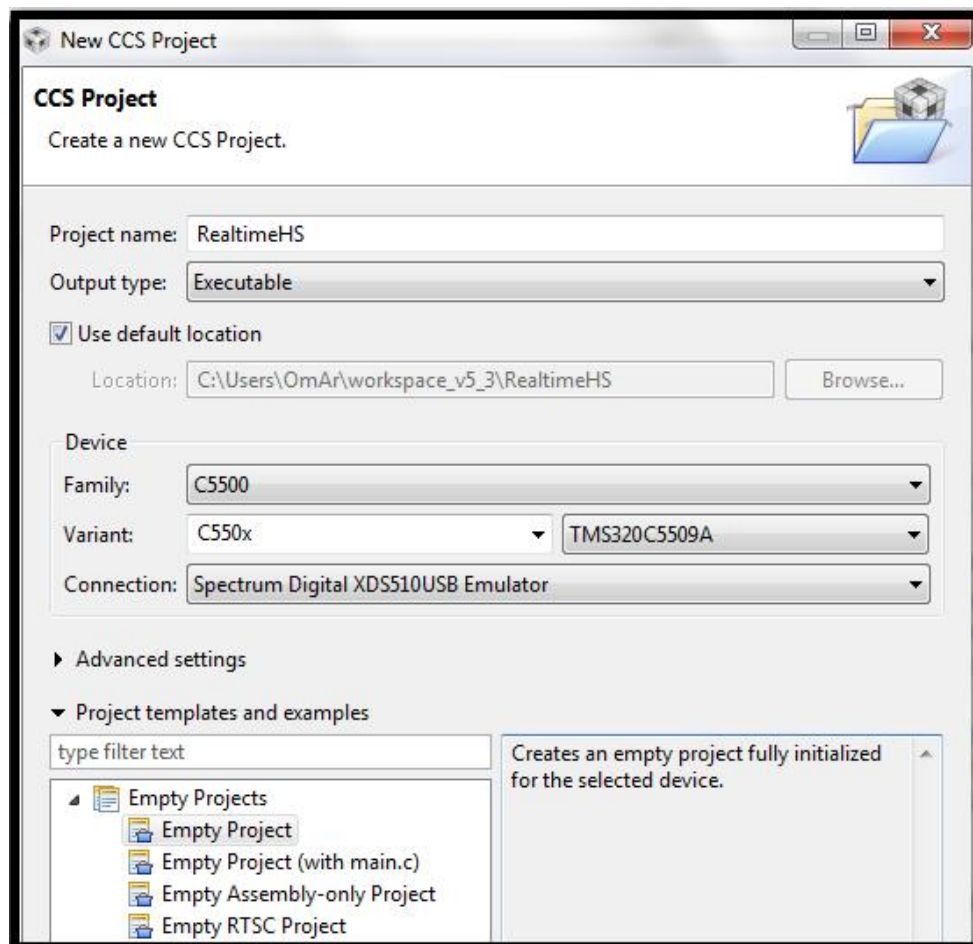 New CCS Project
CCS Project
Create a new CCS Project.
Project name: RealtimeHS
Output type: Executable
Use default location
Location: C:\Users\OmAr\workspace_v5_3\RealtimeHS Browse...
Device
Family: C5500
Variant: C550x TMS320C5509A
Connection: Spectrum Digital XDS510USB Emulator
Advanced settings
Project templates and examples
type filter text
Creates an empty project fully initialized
for the selected device.
Empty Projects
Empty Project
Empty Project (with main.c)
Empty Assembly-only Project
Empty RTSC Project